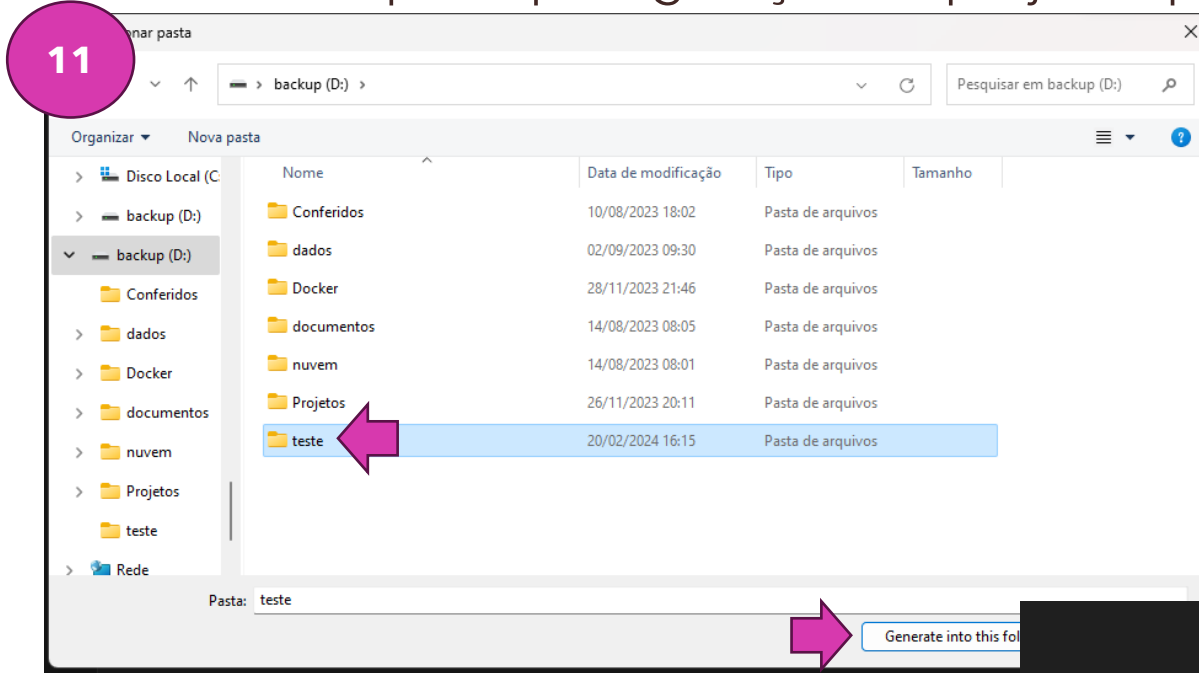 11
onar pasta
backup (D:)
Pesquisar em backup (D:)
Organizar
Nova pasta
Nome
Data de modificação
Tipo
Tamanho
Disco Local (C:
backup (D:)
backup (D:)
Conferidos
dados
Docker
documentos
nuvem
Projetos
teste
Rede
Conferidos 10/08/2023 18:02 Pasta de arquivos
dados 02/09/2023 09:30 Pasta de arquivos
Docker 28/11/2023 21:46 Pasta de arquivos
documentos 14/08/2023 08:05 Pasta de arquivos
nuvem 14/08/2023 08:01 Pasta de arquivos
Projetos 26/11/2023 20:11 Pasta de arquivos
teste 20/02/2024 16:15 Pasta de arquivos
Pasta: teste
Generate into this fol